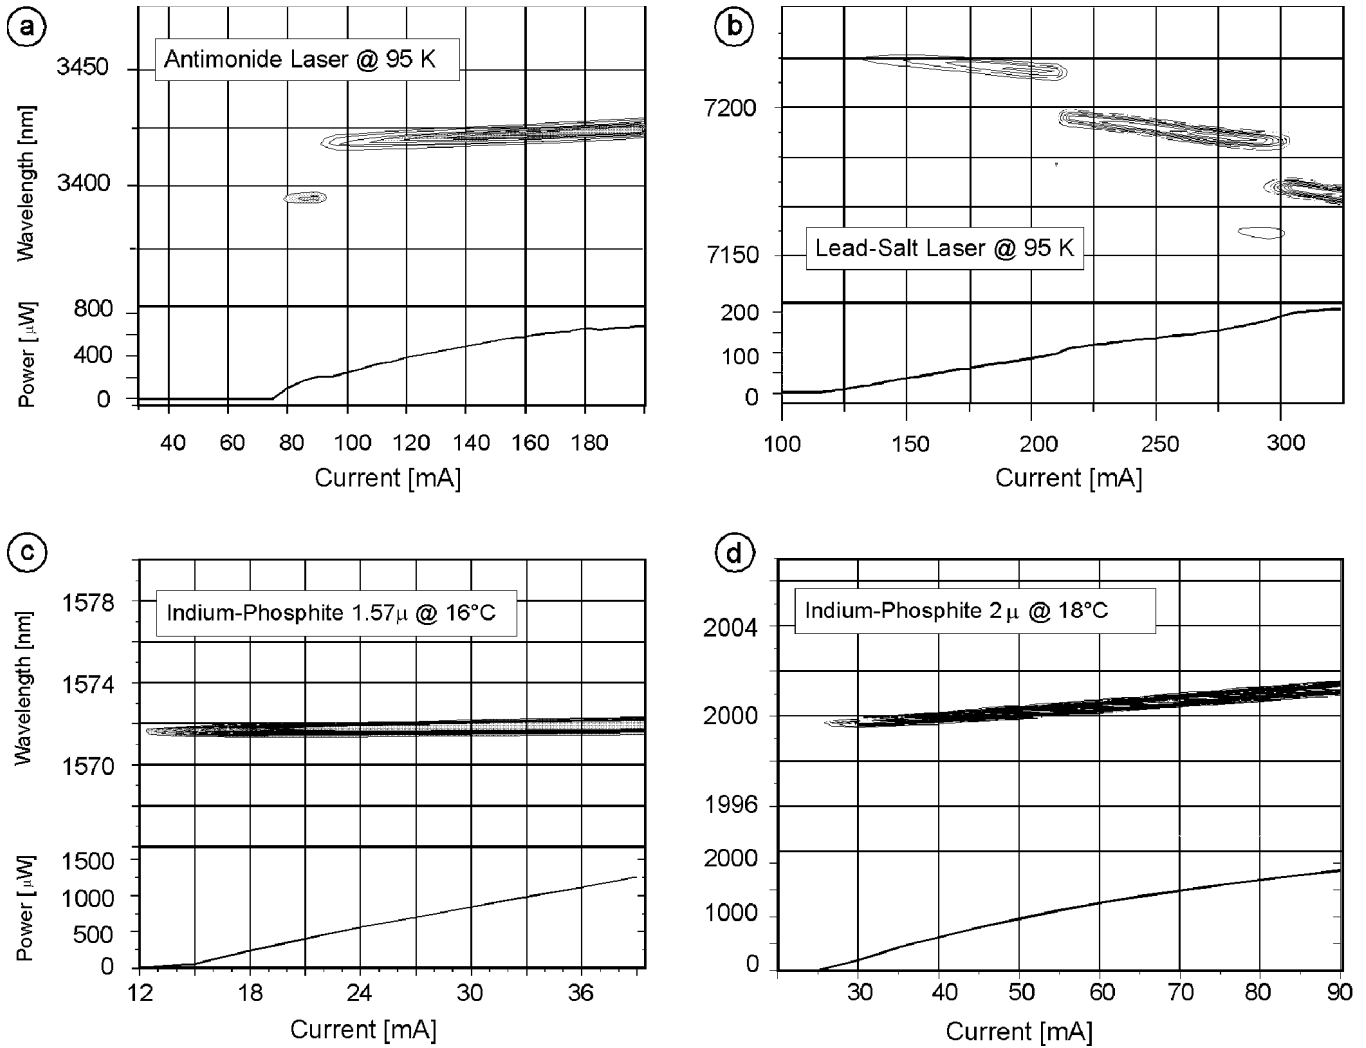 a
Antimonide Laser @ 95 K
3450
3400
Wavelength [nm]
800
400
0
Power [μW]
40 60 80 100 120 140 160 180
Current [mA]
b
7200
7150
Lead-Salt Laser @ 95 K
200
100
0
100 150 200 250 300
Current [mA]
c
Indium-Phosphite 1.57μ @ 16°C
1578
1574
1570
Wavelength [nm]
1500
1000
500
0
Power [μW]
12 18 24 30 36
Current [mA]
d
Indium-Phosphite 2μ @ 18°C
2004
2000
1996
2000
1000
0
30 40 50 60 70 80 90
Current [mA]